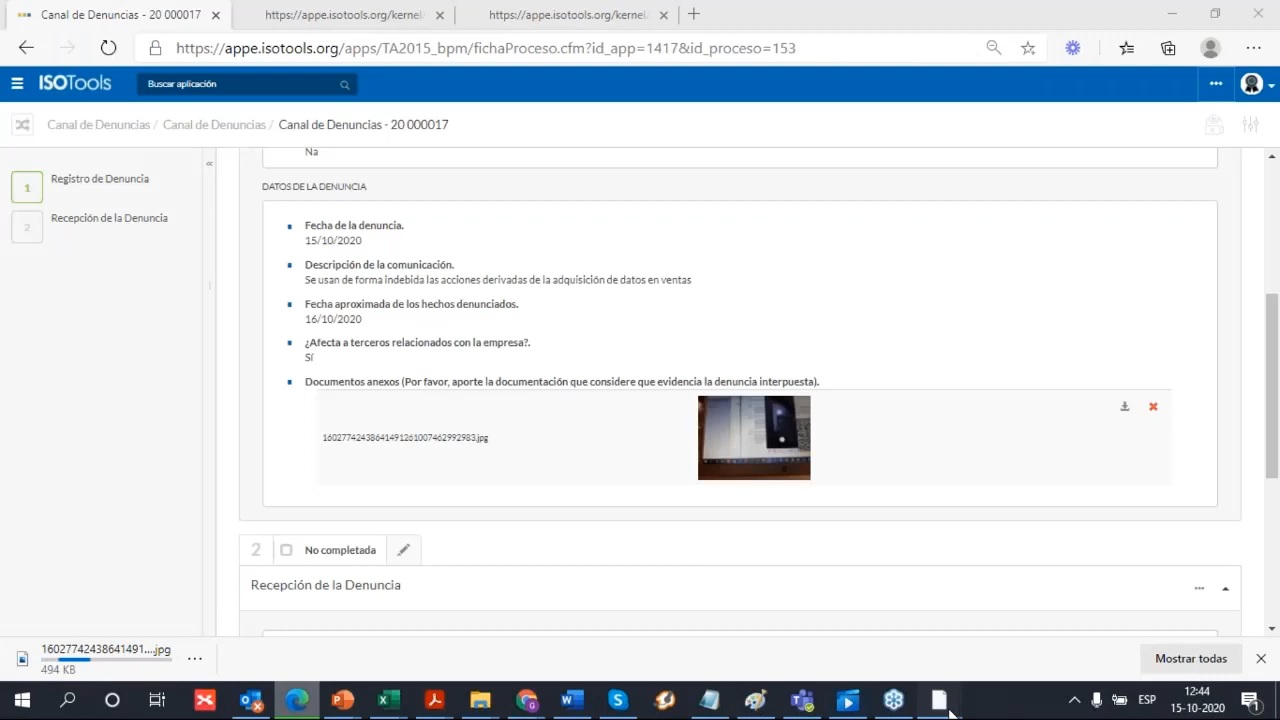 Canal de Denuncias - 20 000017
https://appe.isotools.org/kernel
https://appe.isotools.org/kernel
https://appe.isotools.org/apps/TA2015_bpm/fichaProceso.cfm?id_app=1417&id_proceso=153
ISOTools
Buscar aplicación
Canal de Denuncias / Canal de Denuncias / Canal de Denuncias - 20 000017
1
Registro de Denuncia
2
Recepción de la Denuncia
Na
DATOS DE LA DENUNCIA
Fecha de la denuncia.
15/10/2020
Descripción de la comunicación.
Se usan de forma indebida las acciones derivadas de la adquisición de datos en ventas
Fecha aproximada de los hechos denunciados.
16/10/2020
¿Afecta a terceros relacionados con la empresa?.
Sí
Documentos anexos (Por favor, aporte la documentación que considere que evidencia la denuncia interpuesta).
16027742438641491261007462992983.jpg
2 No completada
Recepción de la Denuncia
16027742438641491....jpg
494 KB
Mostrar todas
ESP
12:44
15-10-2020